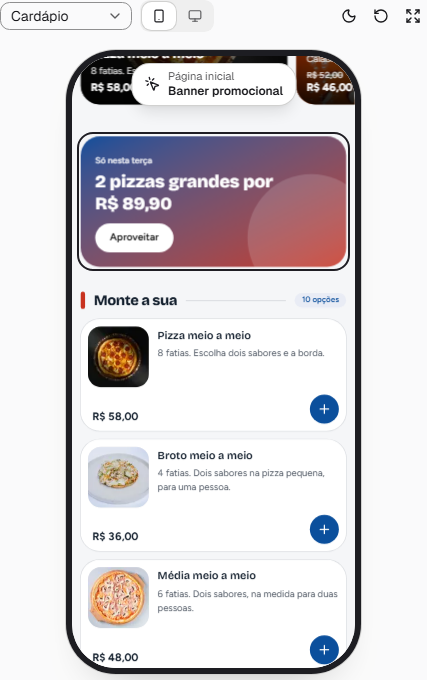 Cardápio
8 fatias.
R$ 58,00
Página inicial
Banner promocional
R$ 52,00
R$ 46,00
Só nesta terça
2 pizzas grandes por
R$ 89,90
Aproveitar
Monte a sua
10 opções
Pizza meio a meio
8 fatias. Escolha dois sabores e a borda.
R$ 58,00
Broto meio a meio
4 fatias. Dois sabores na pizza pequena,
para uma pessoa.
R$ 36,00
Média meio a meio
6 fatias. Dois sabores, na medida para duas
pessoas.
R$ 48,00